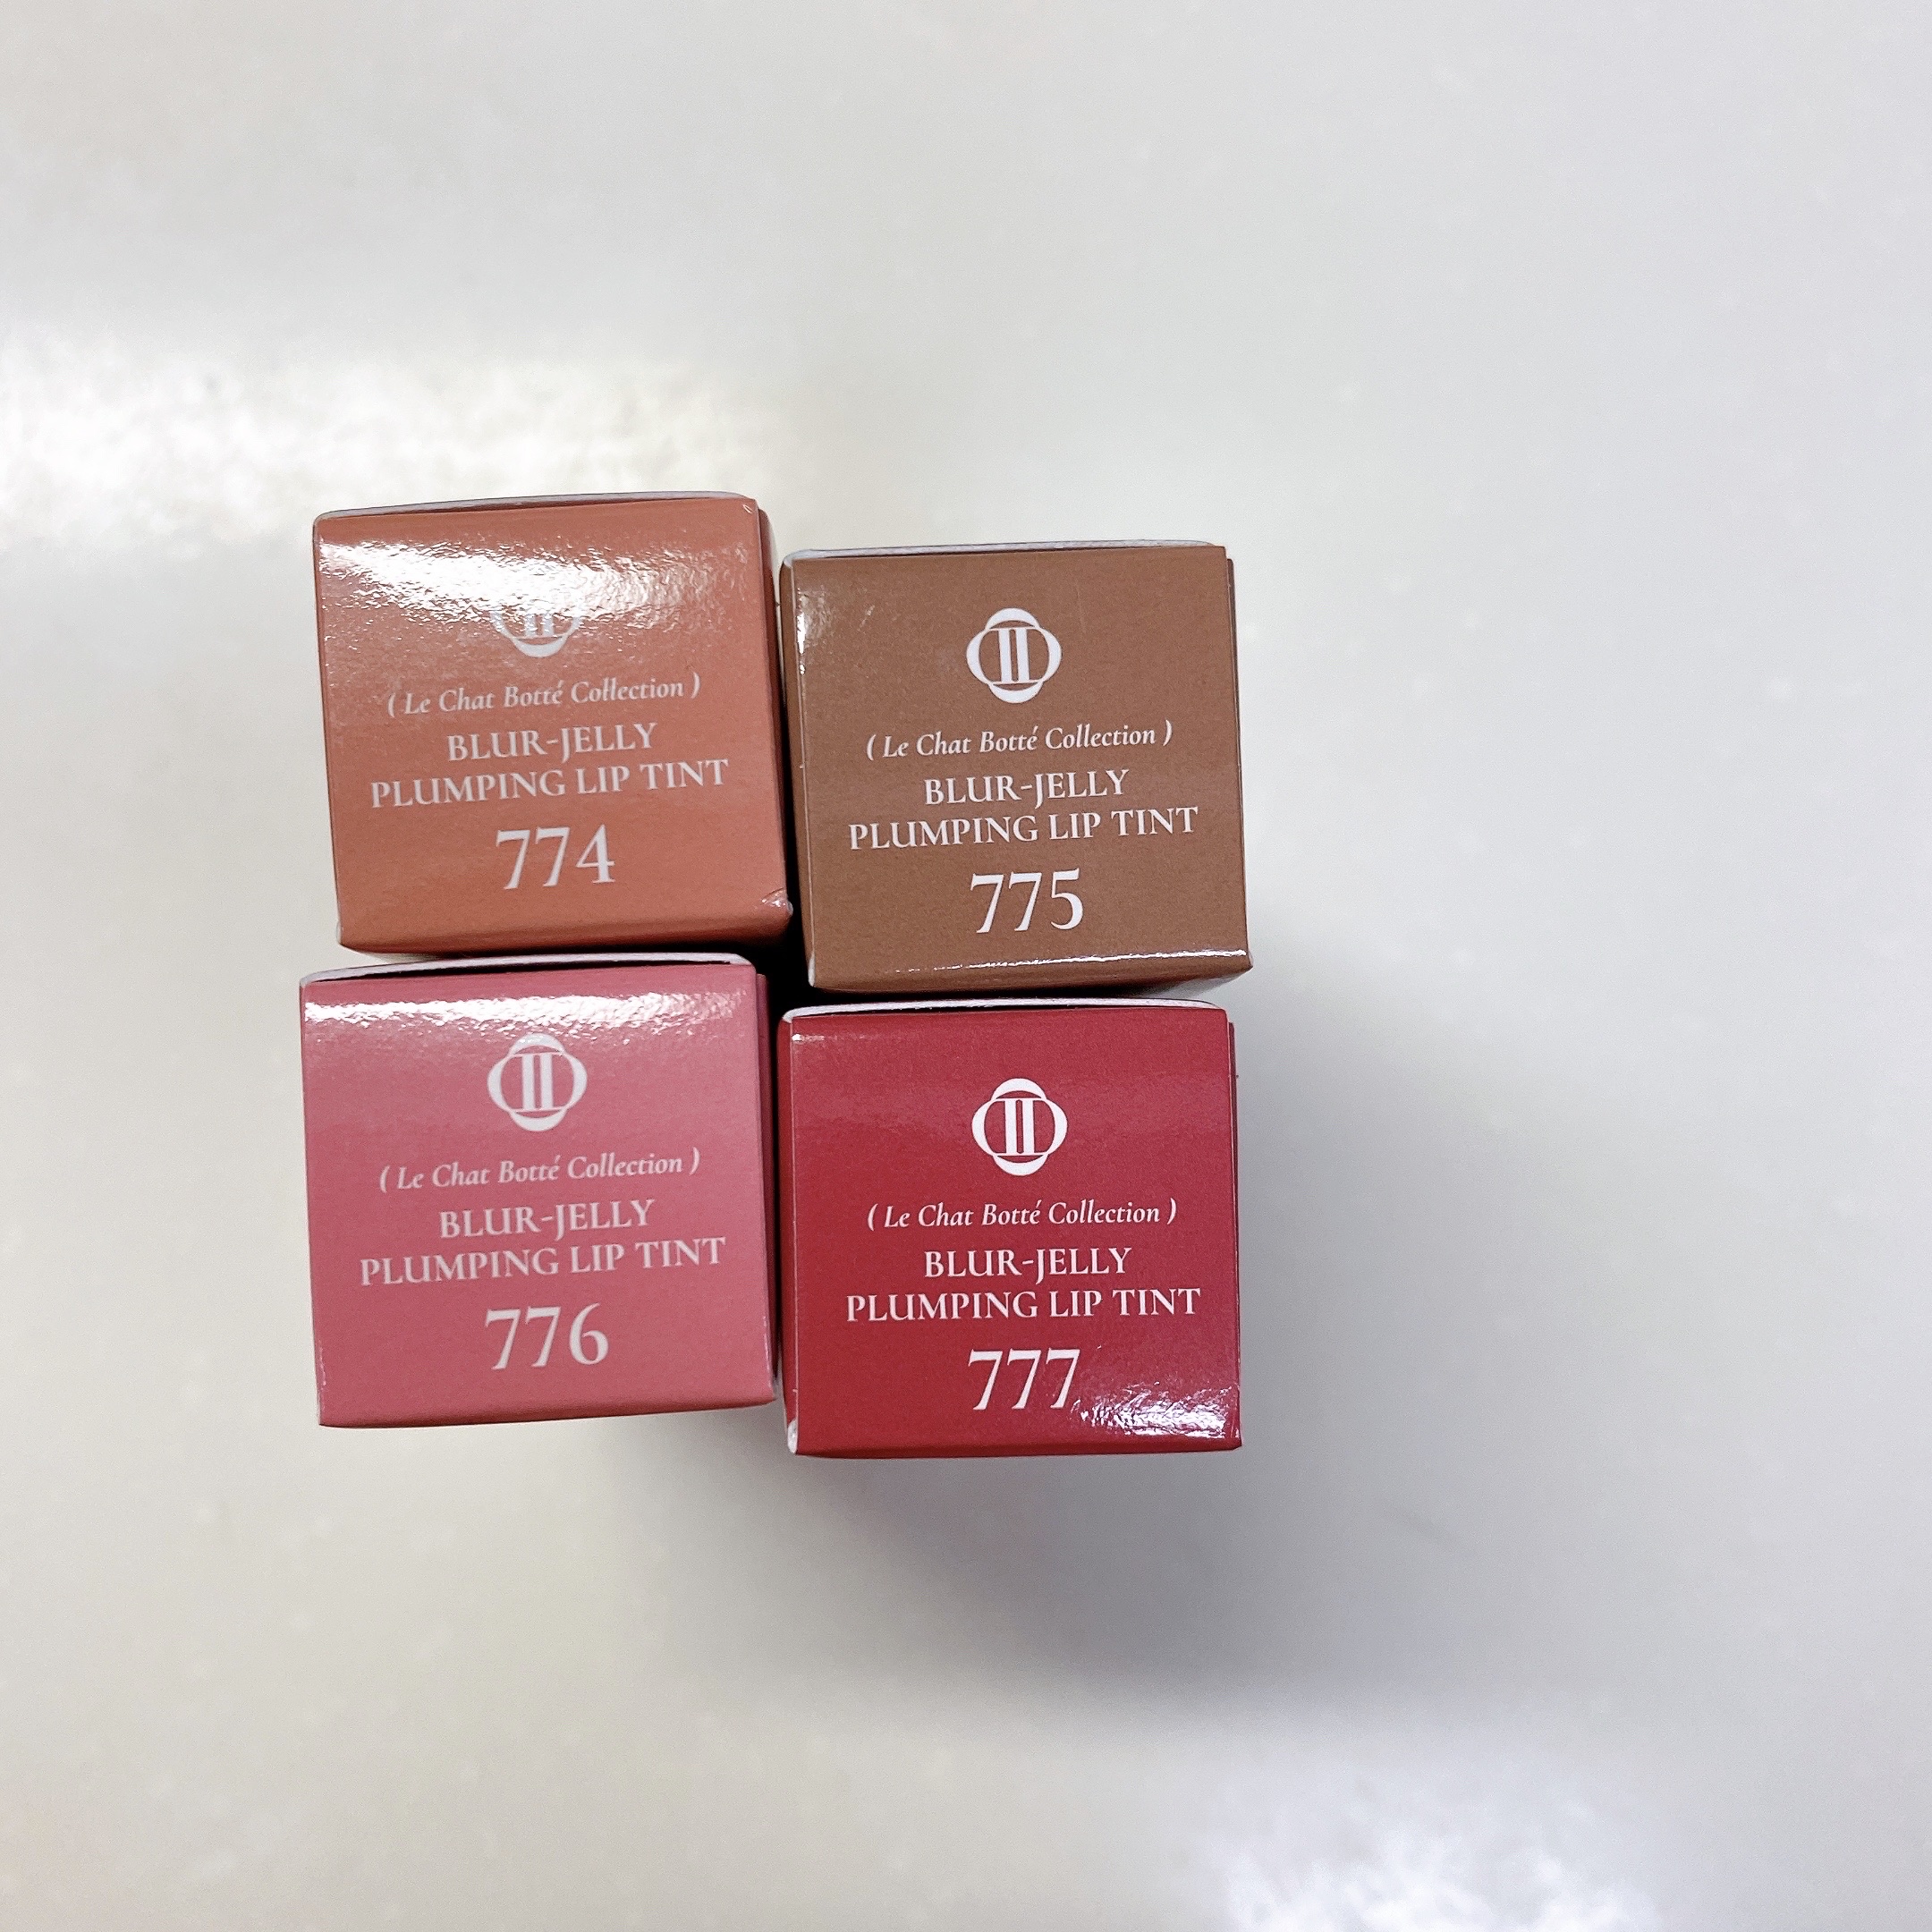 ( Le Chat Botté Collection )
BLUR-JELLY
PLUMPING LIP TINT
774
( Le Chat Botté Collection )
BLUR-JELLY
PLUMPING LIP TINT
775
( Le Chat Botté Collection )
BLUR-JELLY
PLUMPING LIP TINT
776
( Le Chat Botté Collection )
BLUR-JELLY
PLUMPING LIP TINT
777